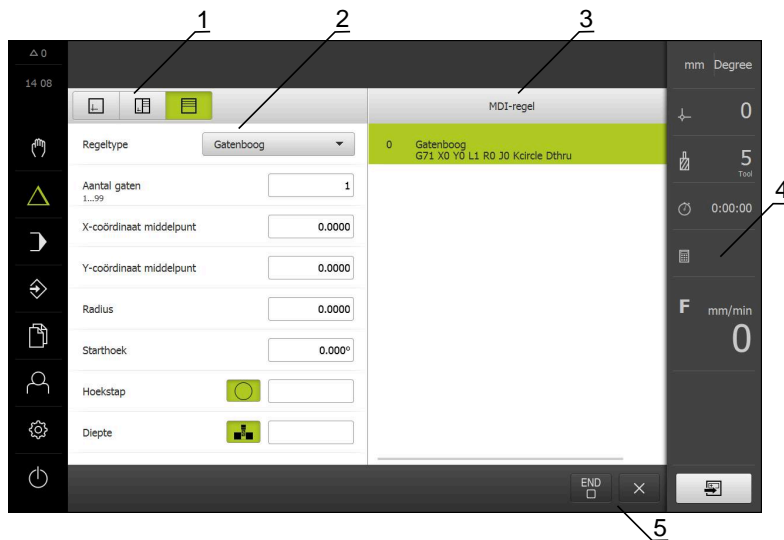 1
2
3
△ 0
14 08
mm Degree
MDI-regel
0
Regeltype
Gatenboog
0 Gatenboog
G71 X0 Y0 L1 R0 J0 Kcircle Dthru
5
Tool
Aantal gaten
1...99
1
4
0:00:00
X-coördinaat middelpunt
0.0000
Y-coördinaat middelpunt
0.0000
Radius
0.0000
F mm/min
0
Starthoek
0.000°
Hoekstap
Diepte
END
5